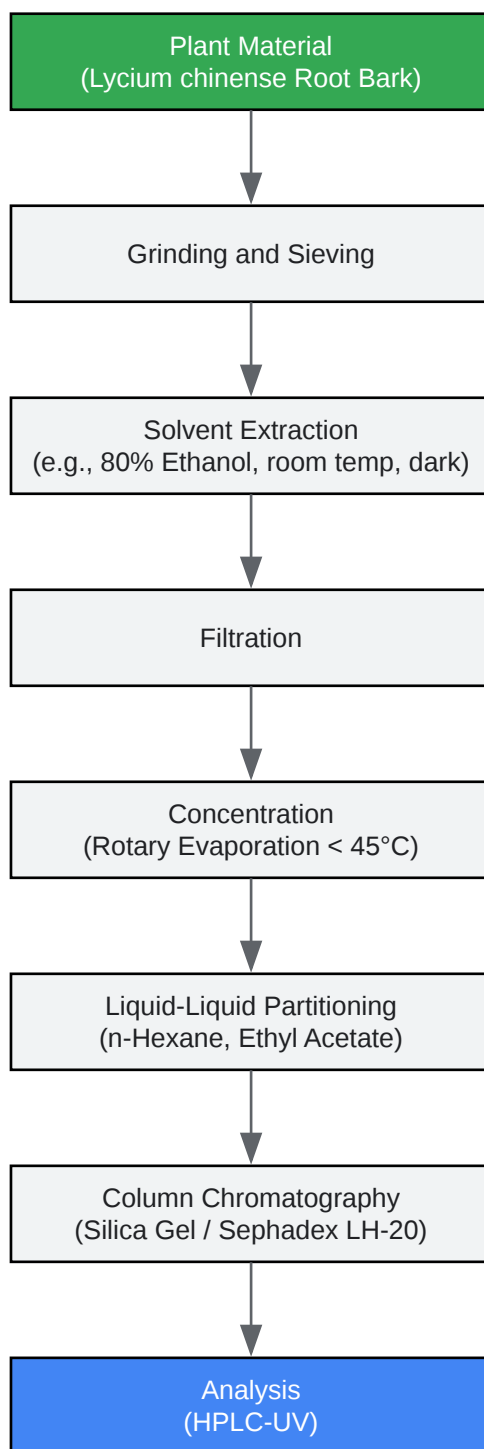 Plant Material
(Lycium chinense Root Bark)
Grinding and Sieving
Solvent Extraction
(e.g., 80% Ethanol, room temp, dark)
Filtration
Concentration
(Rotary Evaporation < 45°C)
Liquid-Liquid Partitioning
(n-Hexane, Ethyl Acetate)
Column Chromatography
(Silica Gel / Sephadex LH-20)
Analysis
(HPLC-UV)